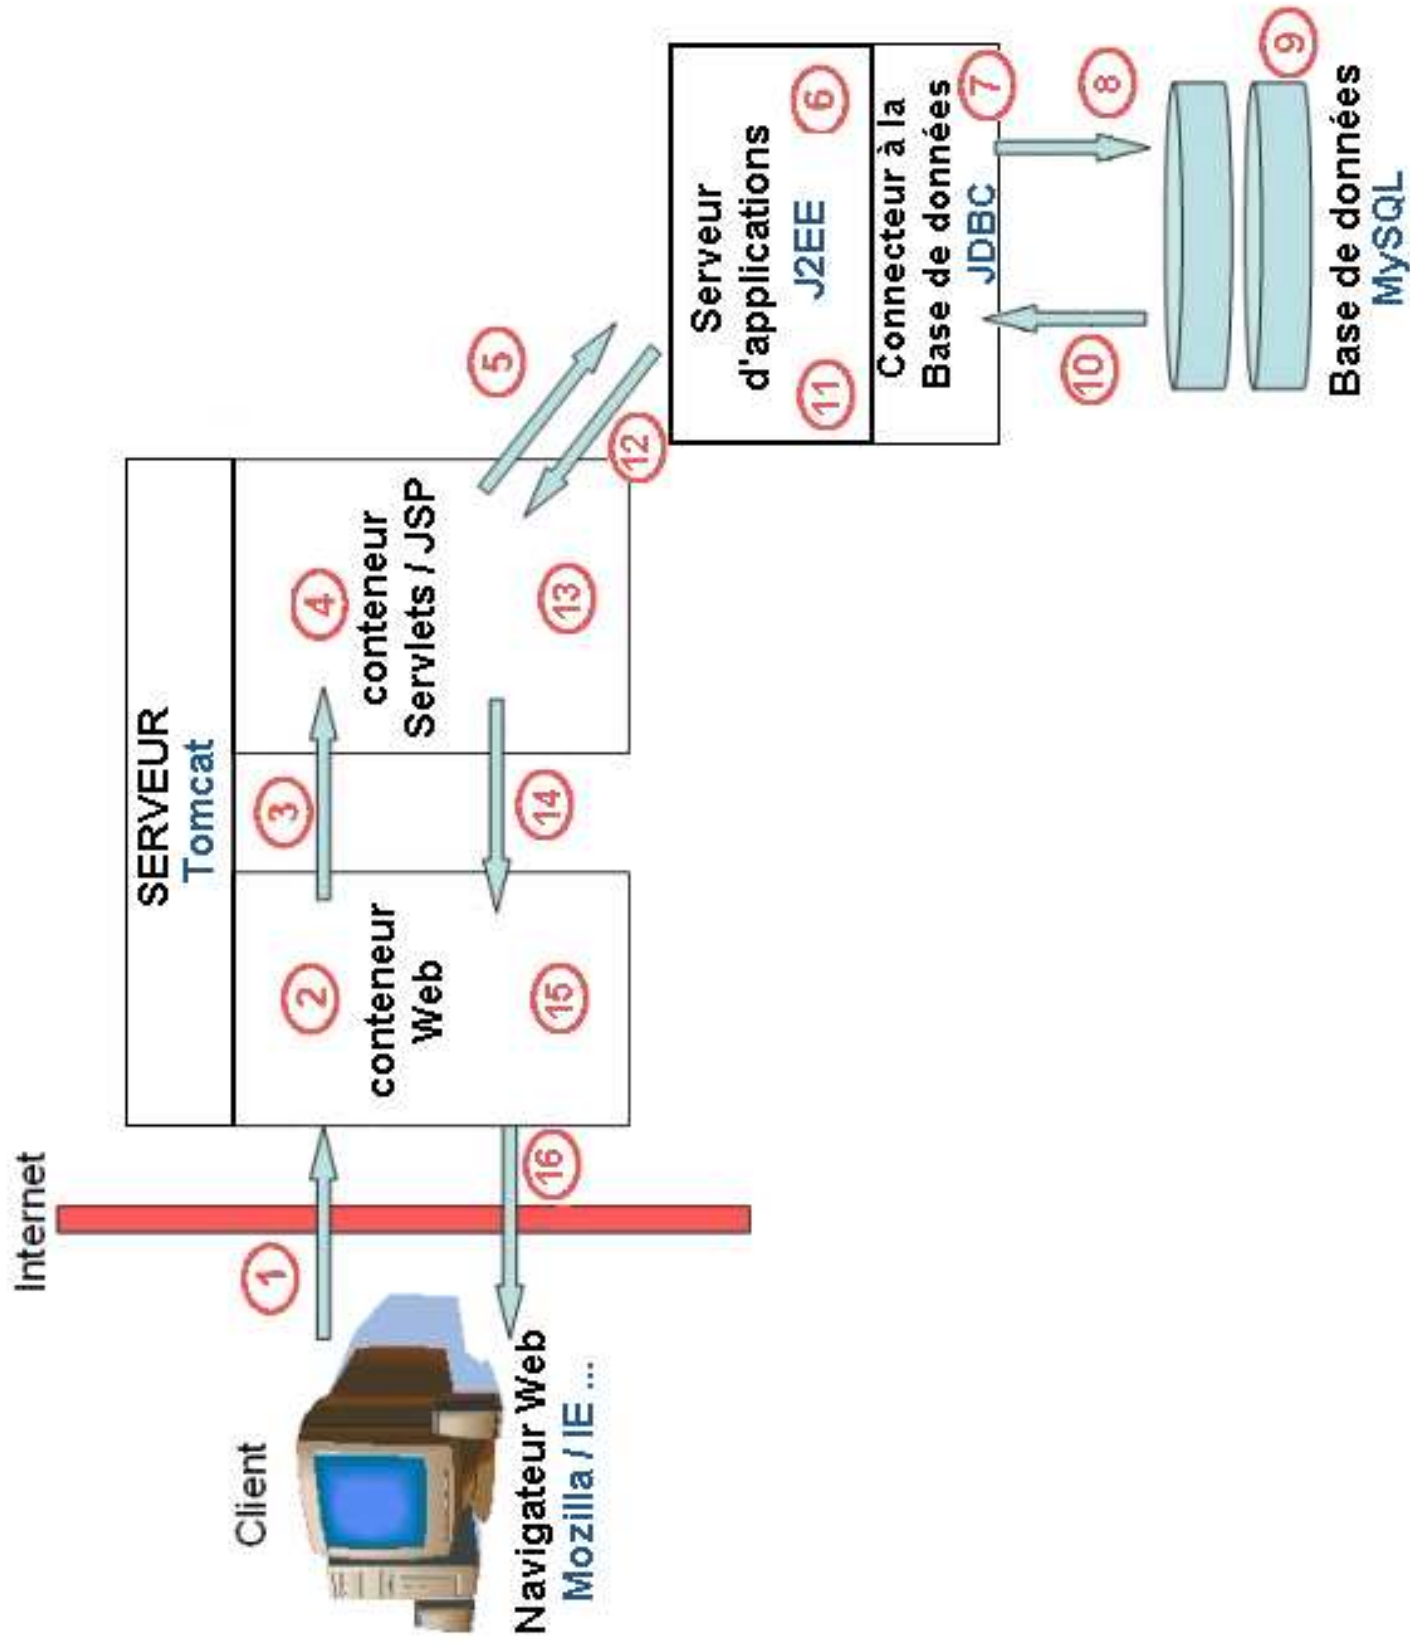 Internet
Client
1
16
Navigateur Web
Mozilla / IE ...
SERVEUR
Tomcat
2
conteneur
Web
15
3
14
4
conteneur
Servlets / JSP
13
5
12
Serveur
d'applications
J2EE
6
11
Connecteur à la
Base de données
JDBC
7
8
10
9
Base de données
MySQL